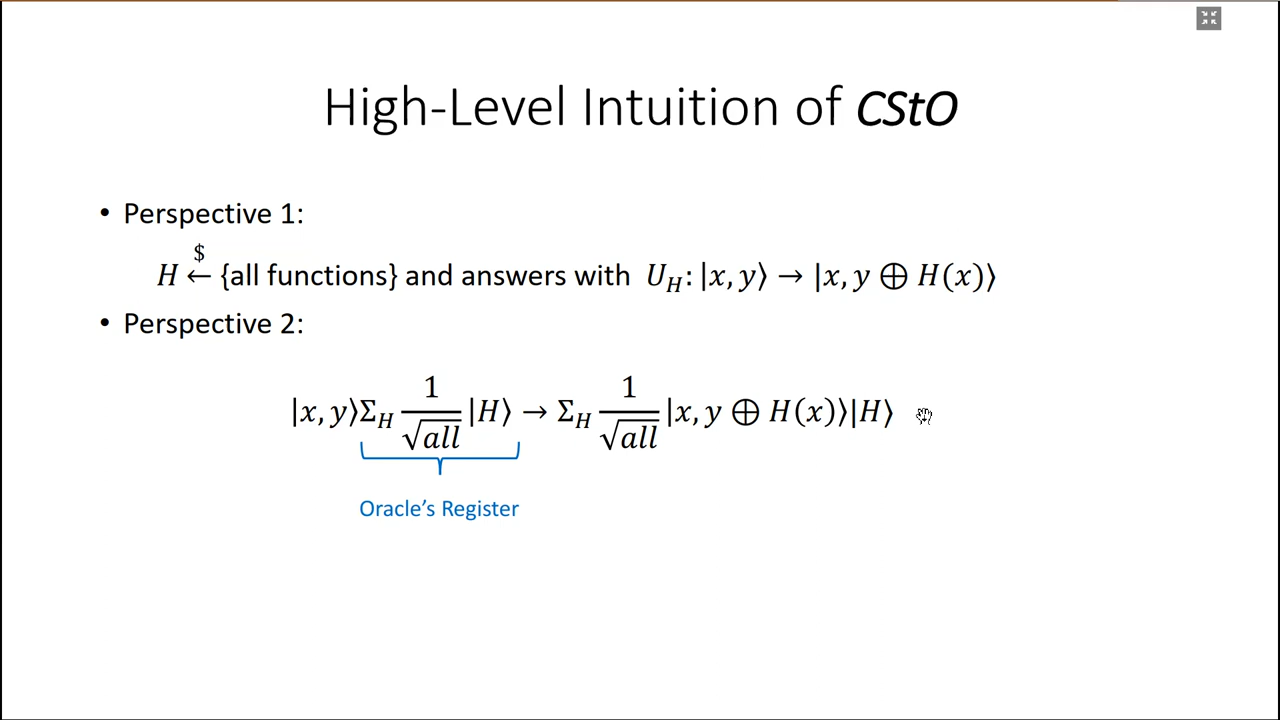 High-Level Intuition of CStO
• Perspective 1:
H ←$ {all functions} and answers with U_H: |x, y⟩ → |x, y ⊕ H(x)⟩
• Perspective 2:
|x, y⟩Σ_H 1/√all |H⟩ → Σ_H 1/√all |x, y ⊕ H(x)⟩|H⟩
Oracle's Register